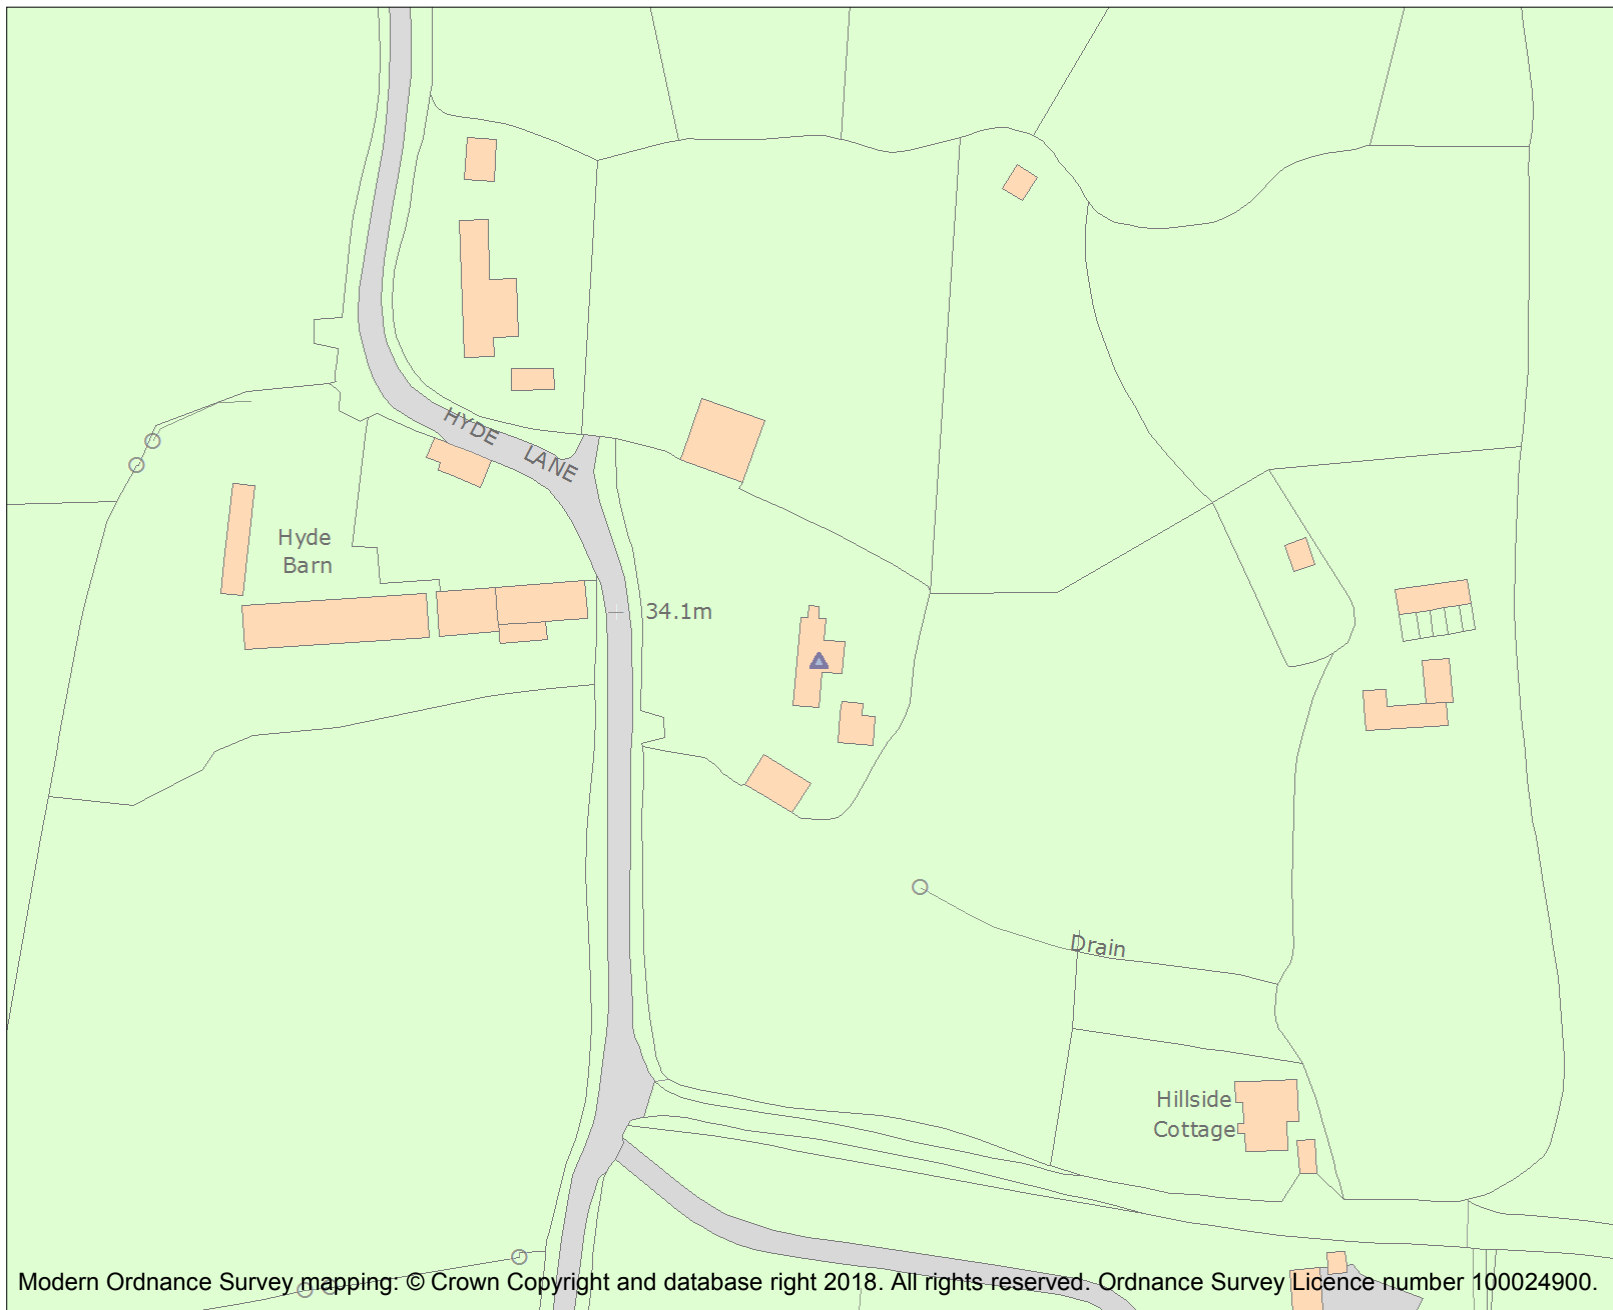 HYDE LANE
Hyde
Barn
34.1m
Drain
Hillside
Cottage
Modern Ordnance Survey mapping: © Crown Copyright and database right 2018. All rights reserved. Ordnance Survey Licence number 100024900.